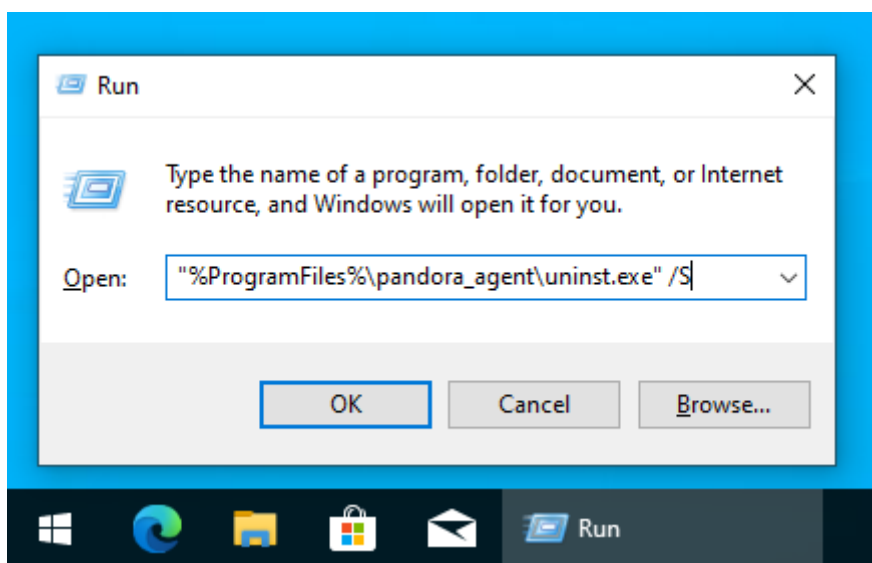 Run
Type the name of a program, folder, document, or Internet
resource, and Windows will open it for you.
Open: "%ProgramFiles%\pandora_agent\uninst.exe" /S
OK Cancel Browse...
Run